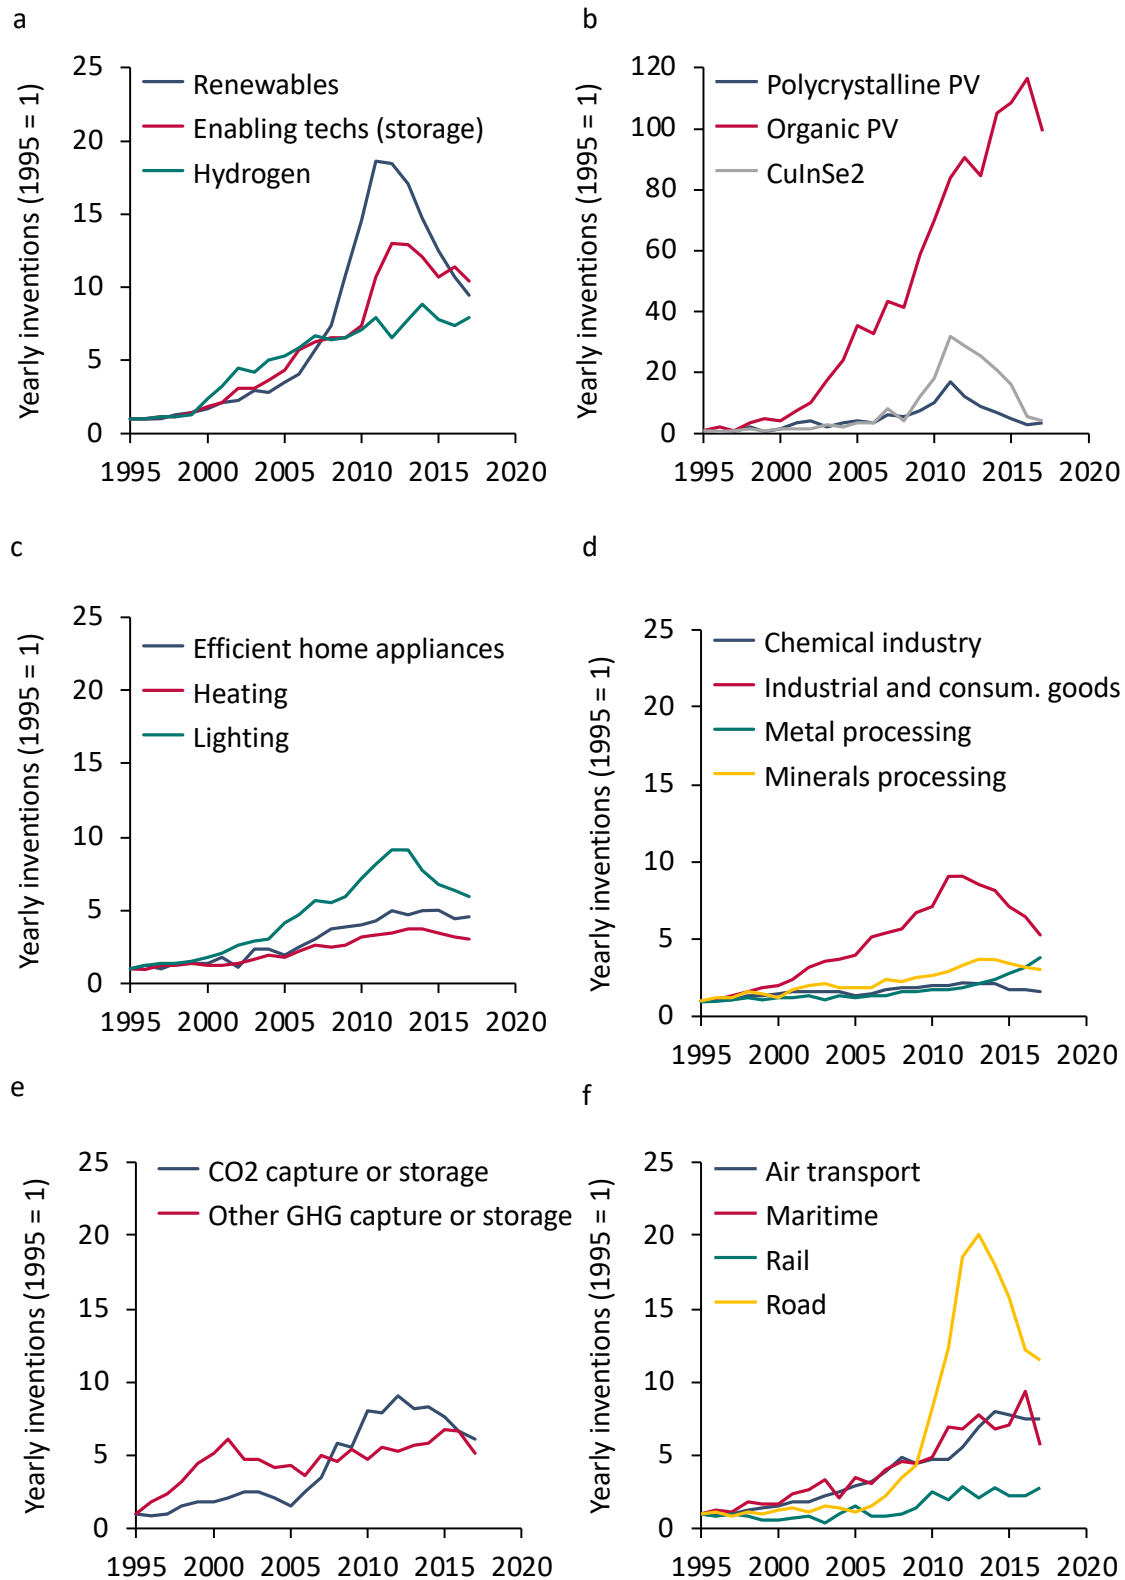 a
Yearly inventions (1995 = 1)
25
20
15
10
5
0
Renewables
Enabling techs (storage)
Hydrogen
1995 2000 2005 2010 2015 2020
b
Yearly inventions (1995 = 1)
120
100
80
60
40
20
0
Polycrystalline PV
Organic PV
CuInSe2
1995 2000 2005 2010 2015 2020
c
Yearly inventions (1995 = 1)
25
20
15
10
5
0
Efficient home appliances
Heating
Lighting
1995 2000 2005 2010 2015 2020
d
Yearly inventions (1995 = 1)
25
20
15
10
5
0
Chemical industry
Industrial and consum. goods
Metal processing
Minerals processing
1995 2000 2005 2010 2015 2020
e
Yearly inventions (1995 = 1)
25
20
15
10
5
0
CO2 capture or storage
Other GHG capture or storage
1995 2000 2005 2010 2015 2020
f
Yearly inventions (1995 = 1)
25
20
15
10
5
0
Air transport
Maritime
Rail
Road
1995 2000 2005 2010 2015 2020